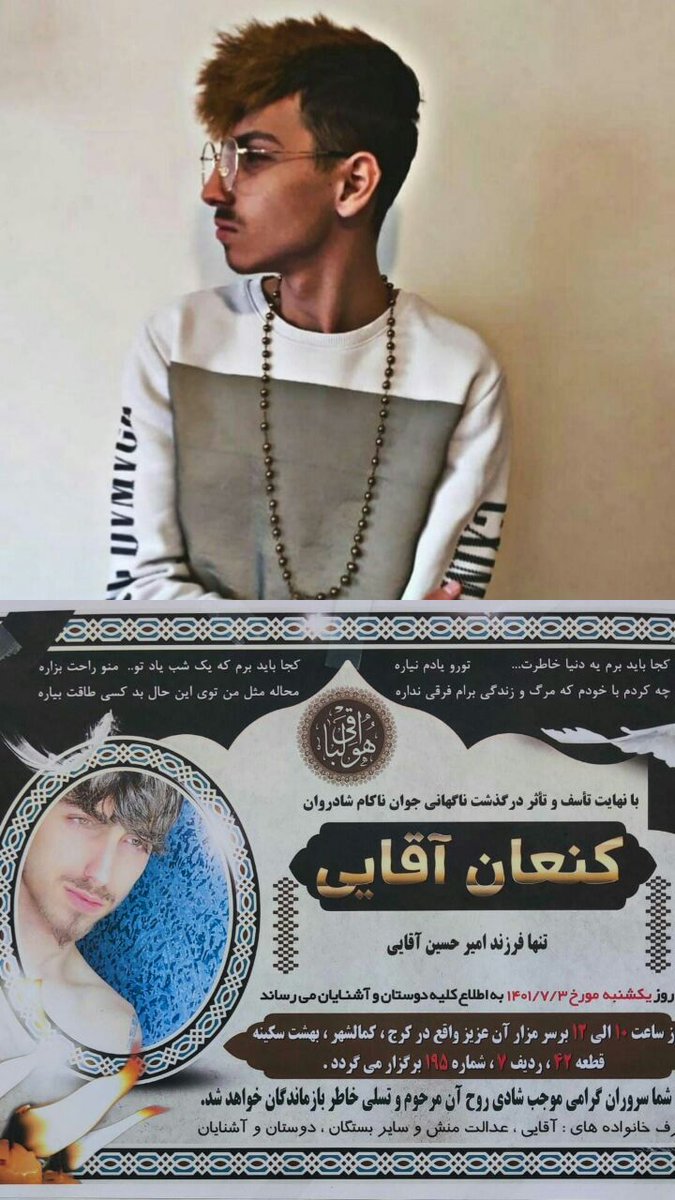 کجا باید برم یه دنیا خاطرت... تورو یادم نیاره
کجا باید برم که یک شب یاد تو.. منو راحت بزاره
چه کردم با خودم که مرگ و زندگی برام فرقی نداره
محاله مثل من توی این حال بد کسی طاقت بیاره
هوالباقی
با نهایت تأسف و تأثر درگذشت ناگهانی جوان ناکام شادروان
کنعان آقایی
تنها فرزند امیر حسین آقایی
روز یکشنبه مورخ ۱۴۰۱/۷/۳ به اطلاع کلیه دوستان و آشنایان می رساند
ز ساعت ۱۰ الی ۱۲ برسر مزار آن عزیز واقع در کرج ، کمالشهر ، بهشت سکینه
قطعه ۴۲ ، ردیف ۷ ، شماره ۱۹۵ برگزار می گردد .
شما سروران گرامی موجب شادی روح آن مرحوم و تسلی خاطر بازماندگان خواهد شد.
رف خانواده های : آقایی ، عدالت منش و سایر بستگان ، دوستان و آشنایان